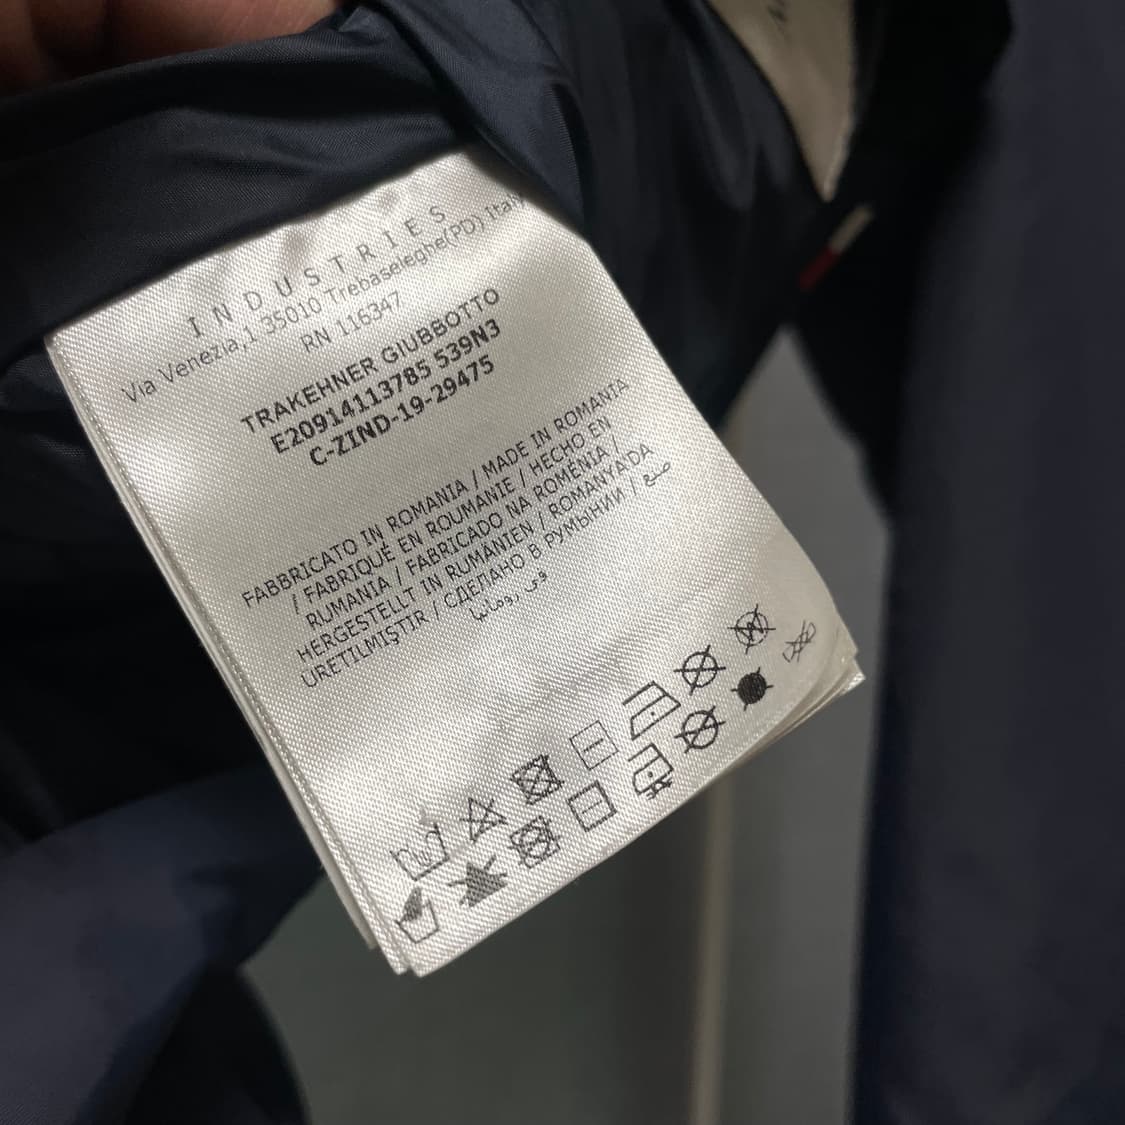 INDUSTRIES
Via Venezia,1 35010 Trebaseleghe(PD) Italy
RN 116347
TRAKEHNER GIUBBOTTO
E20914113785 539N3
C-ZIND-19-29475
FABBRICATO IN ROMANIA / MADE IN ROMANIA
/ FABRIQUÉ EN ROUMANIE / HECHO EN
RUMANIA / FABRICADO NA ROMÉNIA /
HERGESTELLT IN RUMÄNIEN / ROMANYA'DA
ÜRETILMIŞTIR / СДЕЛАНО В РУМЫНИИ / صنع
في رومانيا